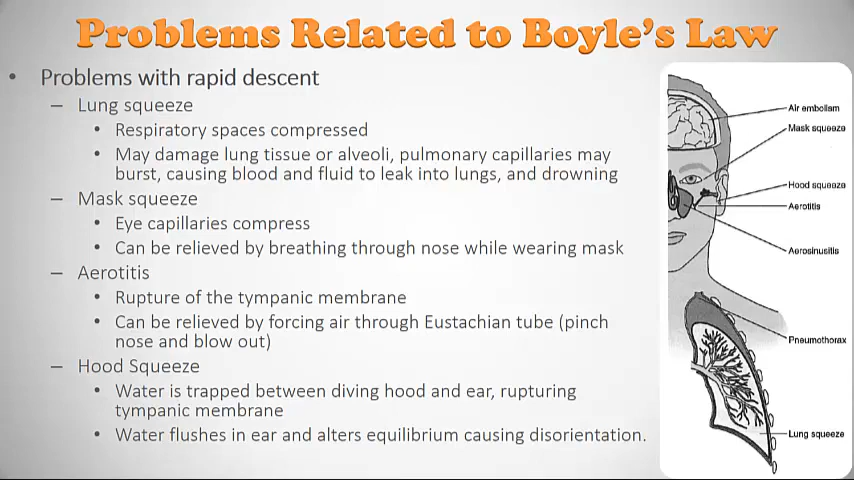 Problems Related to Boyle's Law
• Problems with rapid descent
– Lung squeeze
• Respiratory spaces compressed
• May damage lung tissue or alveoli, pulmonary capillaries may
burst, causing blood and fluid to leak into lungs, and drowning
– Mask squeeze
• Eye capillaries compress
• Can be relieved by breathing through nose while wearing mask
– Aerotitis
• Rupture of the tympanic membrane
• Can be relieved by forcing air through Eustachian tube (pinch
nose and blow out)
– Hood Squeeze
• Water is trapped between diving hood and ear, rupturing
tympanic membrane
• Water flushes in ear and alters equilibrium causing disorientation.
Air embolism
Mask squeeze
Hood squeeze
Aerotitis
Aerosinusitis
Pneumothorax
Lung squeeze